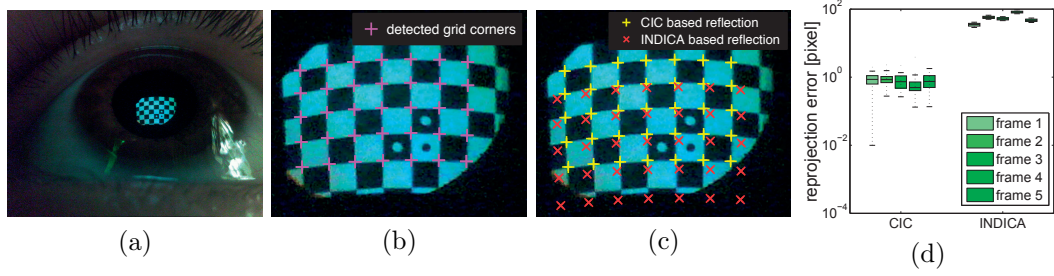 detected grid corners
CIC based reflection
INDICA based reflection
reprojection error [pixel]
10^2
10^0
10^-2
10^-4
frame 1
frame 2
frame 3
frame 4
frame 5
CIC
INDICA
(a)
(b)
(c)
(d)